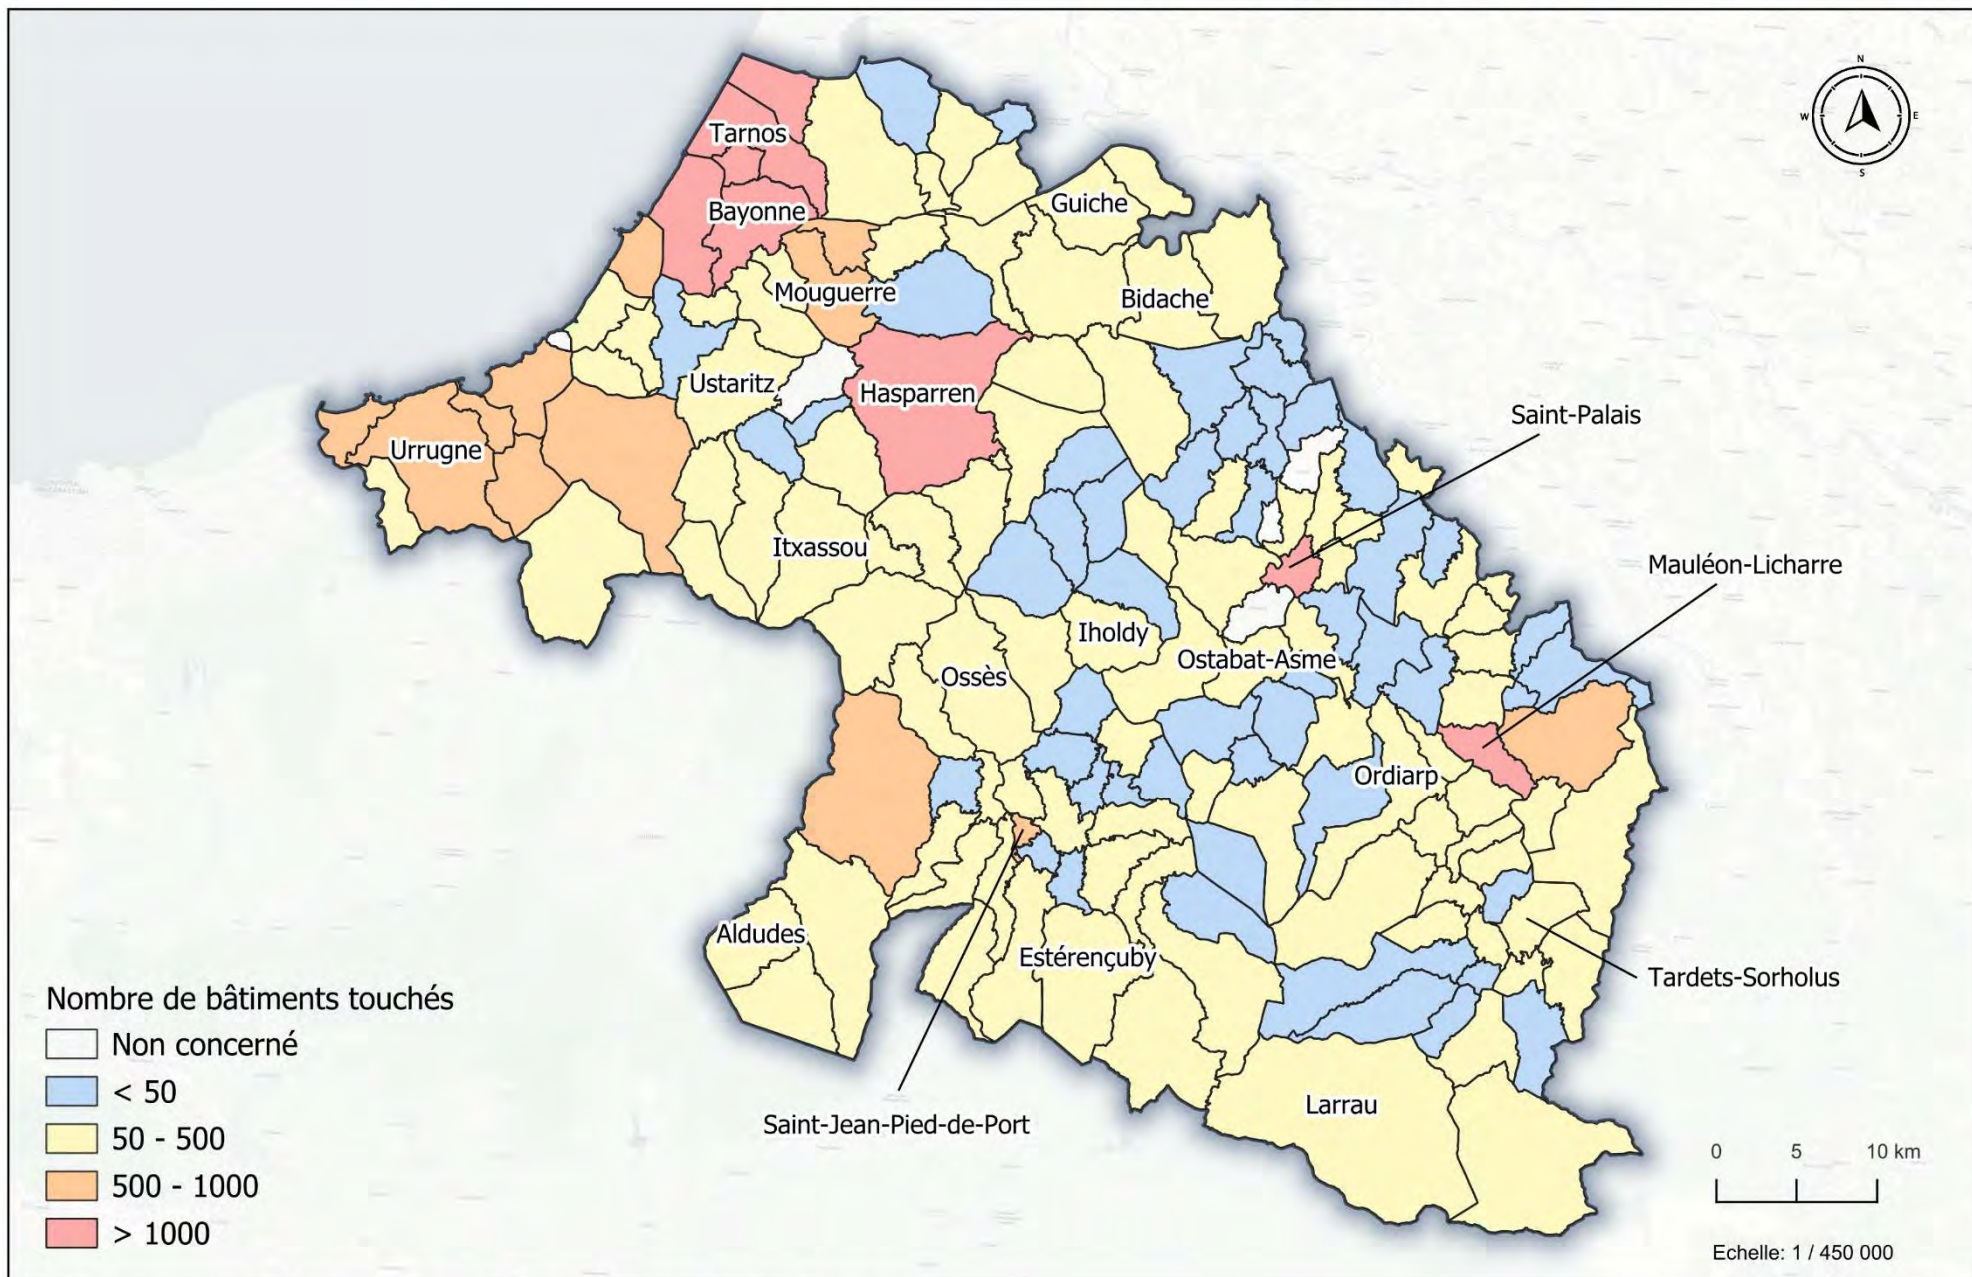 N
W
E
S
Tarnos
Bayonne
Guiche
Mouguerre
Bidache
Ustaritz
Hasparren
Saint-Palais
Urrugne
Itxassou
Mauléon-Licharre
Iholdy
Ostabat-Asme
Ossès
Ordiarp
Aldudes
Estérençuby
Tardets-Sorholus
Larrau
Saint-Jean-Pied-de-Port
Nombre de bâtiments touchés
Non concerné
< 50
50 - 500
500 - 1000
> 1000
0 5 10 km
Echelle: 1 / 450 000